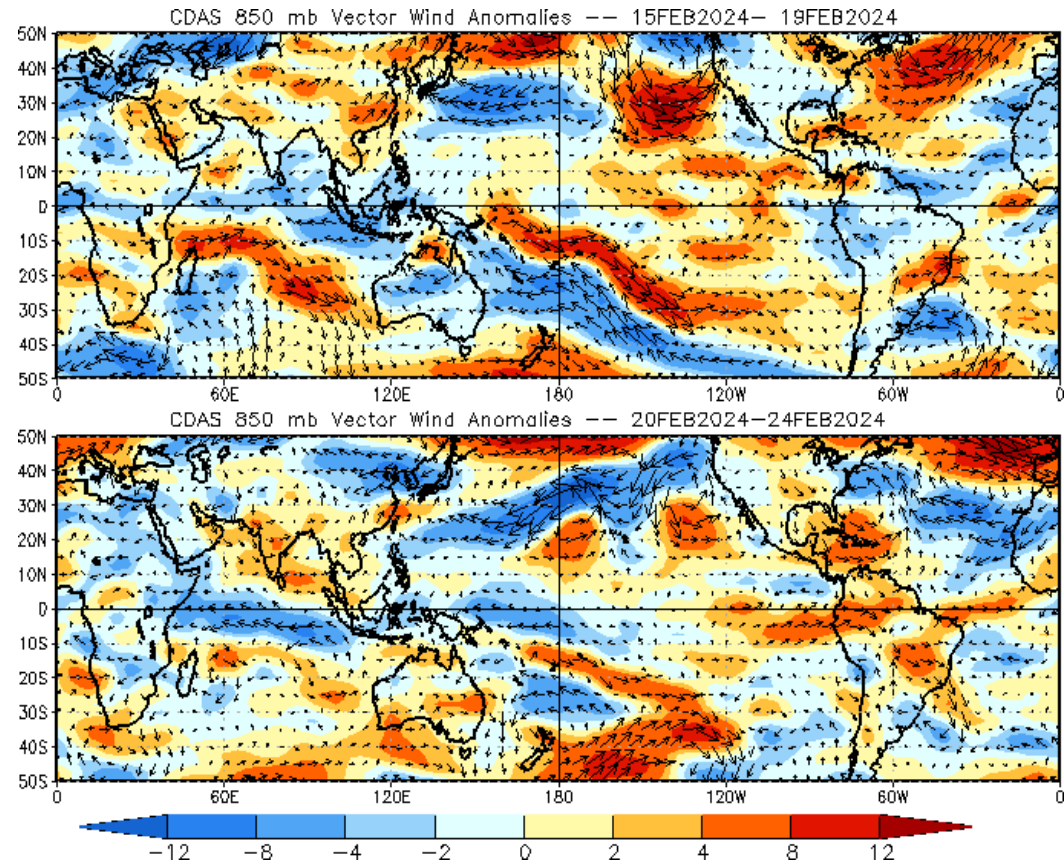 CDAS 850 mb Vector Wind Anomalies -- 15FEB2024- 19FEB2024
50N
40N
30N
20N
10N
0
10S
20S
30S
40S
50S
0 60E 120E 180 120W 60W 0
CDAS 850 mb Vector Wind Anomalies -- 20FEB2024-24FEB2024
50N
40N
30N
20N
10N
0
10S
20S
30S
40S
50S
0 60E 120E 180 120W 60W 0
-12 -8 -4 -2 0 2 4 8 12